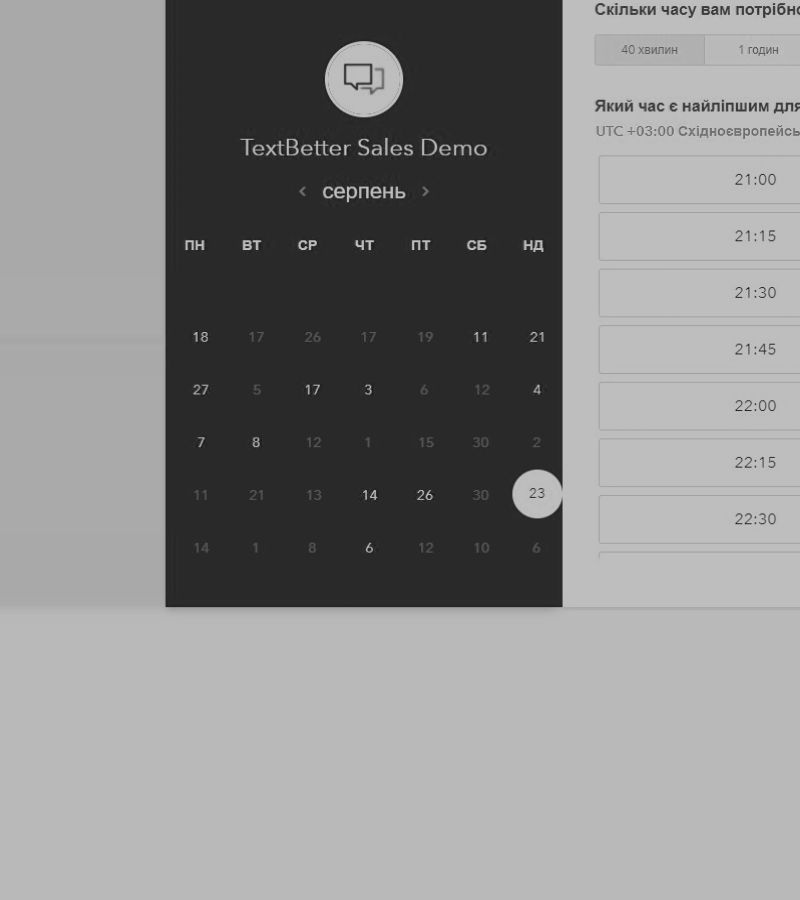 TextBetter Sales Demo
серпень
ПН ВТ СР ЧТ ПТ СБ НД
18 17 26 17 19 11 21
27 5 17 3 6 12 4
7 8 12 1 15 30 2
11 21 13 14 26 30 23
14 1 8 6 12 10 6
Скільки часу вам потрібно
40 хвилин 1 годин
Який час є найліпшим для
UTC +03:00 Східноєвропейсь
21:00
21:15
21:30
21:45
22:00
22:15
22:30